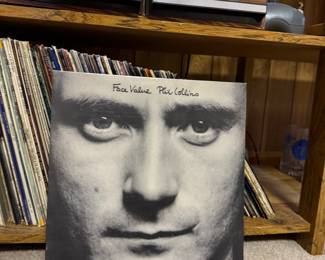 Face Value Phil Collins